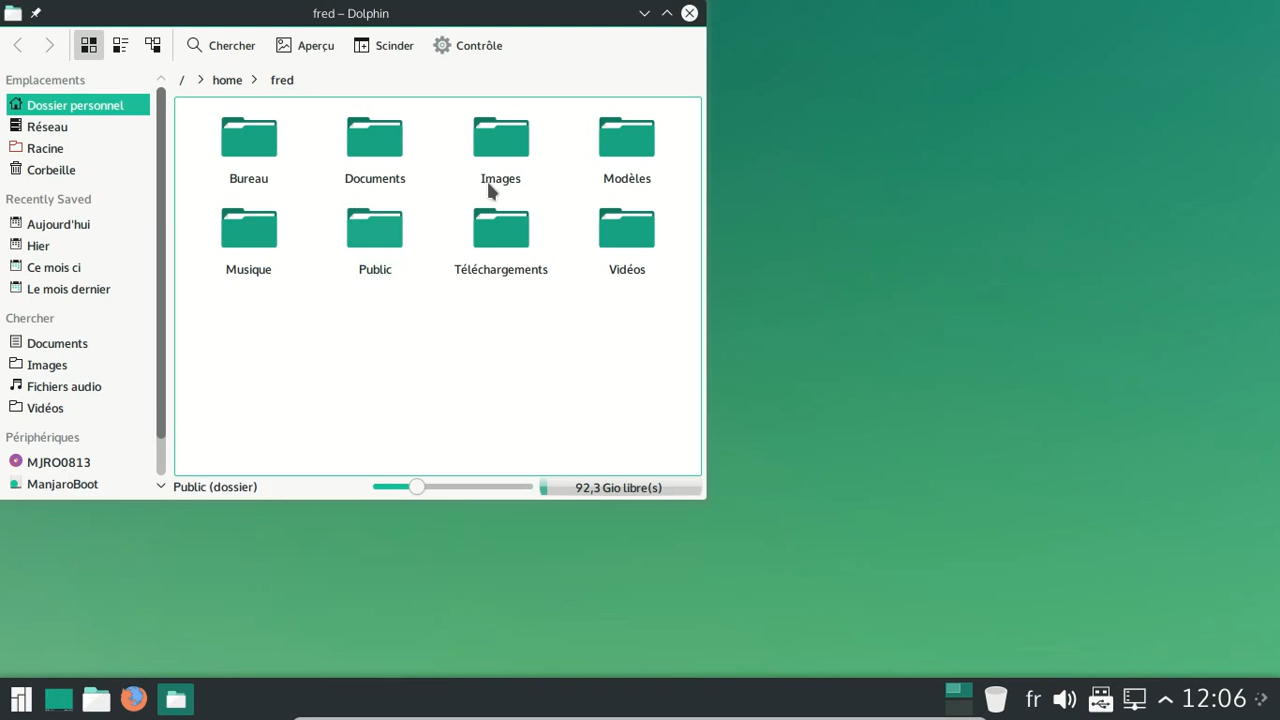 fred – Dolphin
Chercher
Aperçu
Scinder
Contrôle
/ > home > fred
Emplacements
Dossier personnel
Réseau
Racine
Corbeille
Recently Saved
Aujourd'hui
Hier
Ce mois ci
Le mois dernier
Chercher
Documents
Images
Fichiers audio
Vidéos
Périphériques
MJRO0813
ManjaroBoot
Bureau
Documents
Images
Modèles
Musique
Public
Téléchargements
Vidéos
Public (dossier)
92,3 Gio libre(s)
fr
12:06